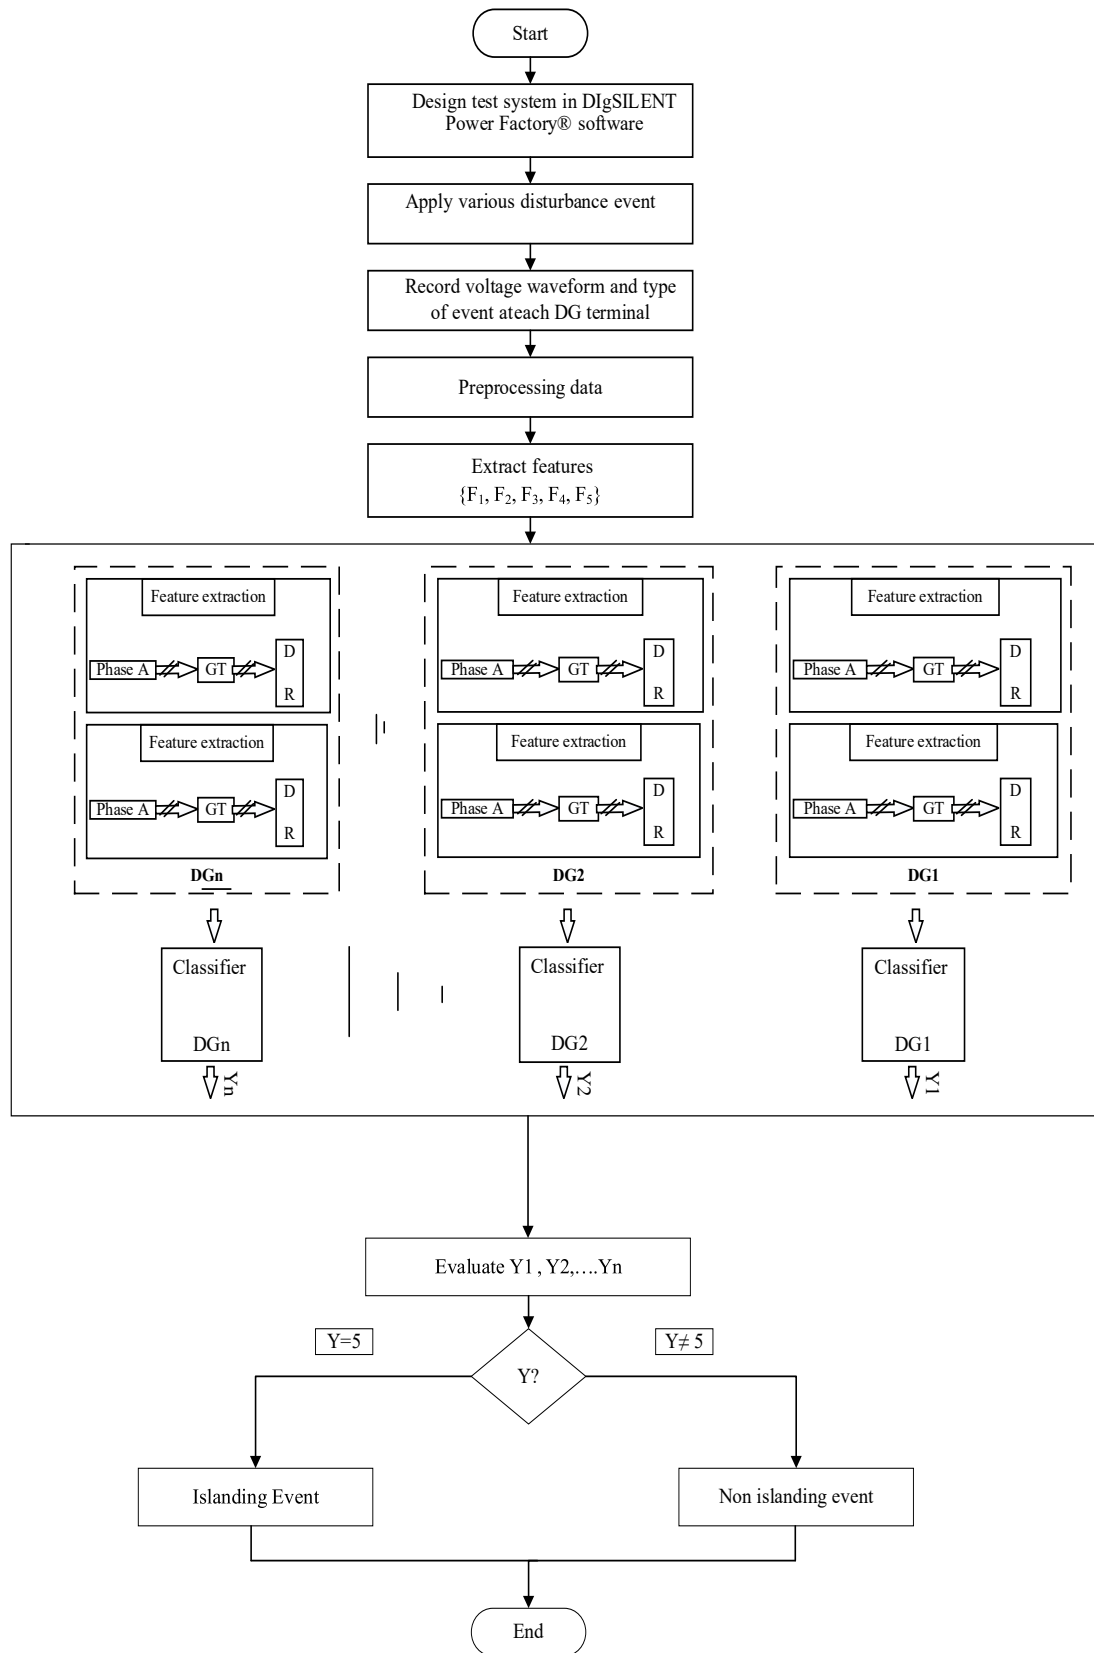 Start
Design test system in DIgSILENT
Power Factory® software
Apply various disturbance event
Record voltage waveform and type
of event ateach DG terminal
Preprocessing data
Extract features
{F₁, F₂, F₃, F₄, F₅}
Feature extraction
Phase A
GT
D
R
Feature extraction
Phase A
GT
D
R
DGn
Feature extraction
Phase A
GT
D
R
Feature extraction
Phase A
GT
D
R
DG2
Feature extraction
Phase A
GT
D
R
Feature extraction
Phase A
GT
D
R
DG1
Classifier
DGn
Yn
Classifier
DG2
Y2
Classifier
DG1
Y1
Evaluate Y1 , Y2,....Yn
Y=5
Y≠ 5
Y?
Islanding Event
Non islanding event
End